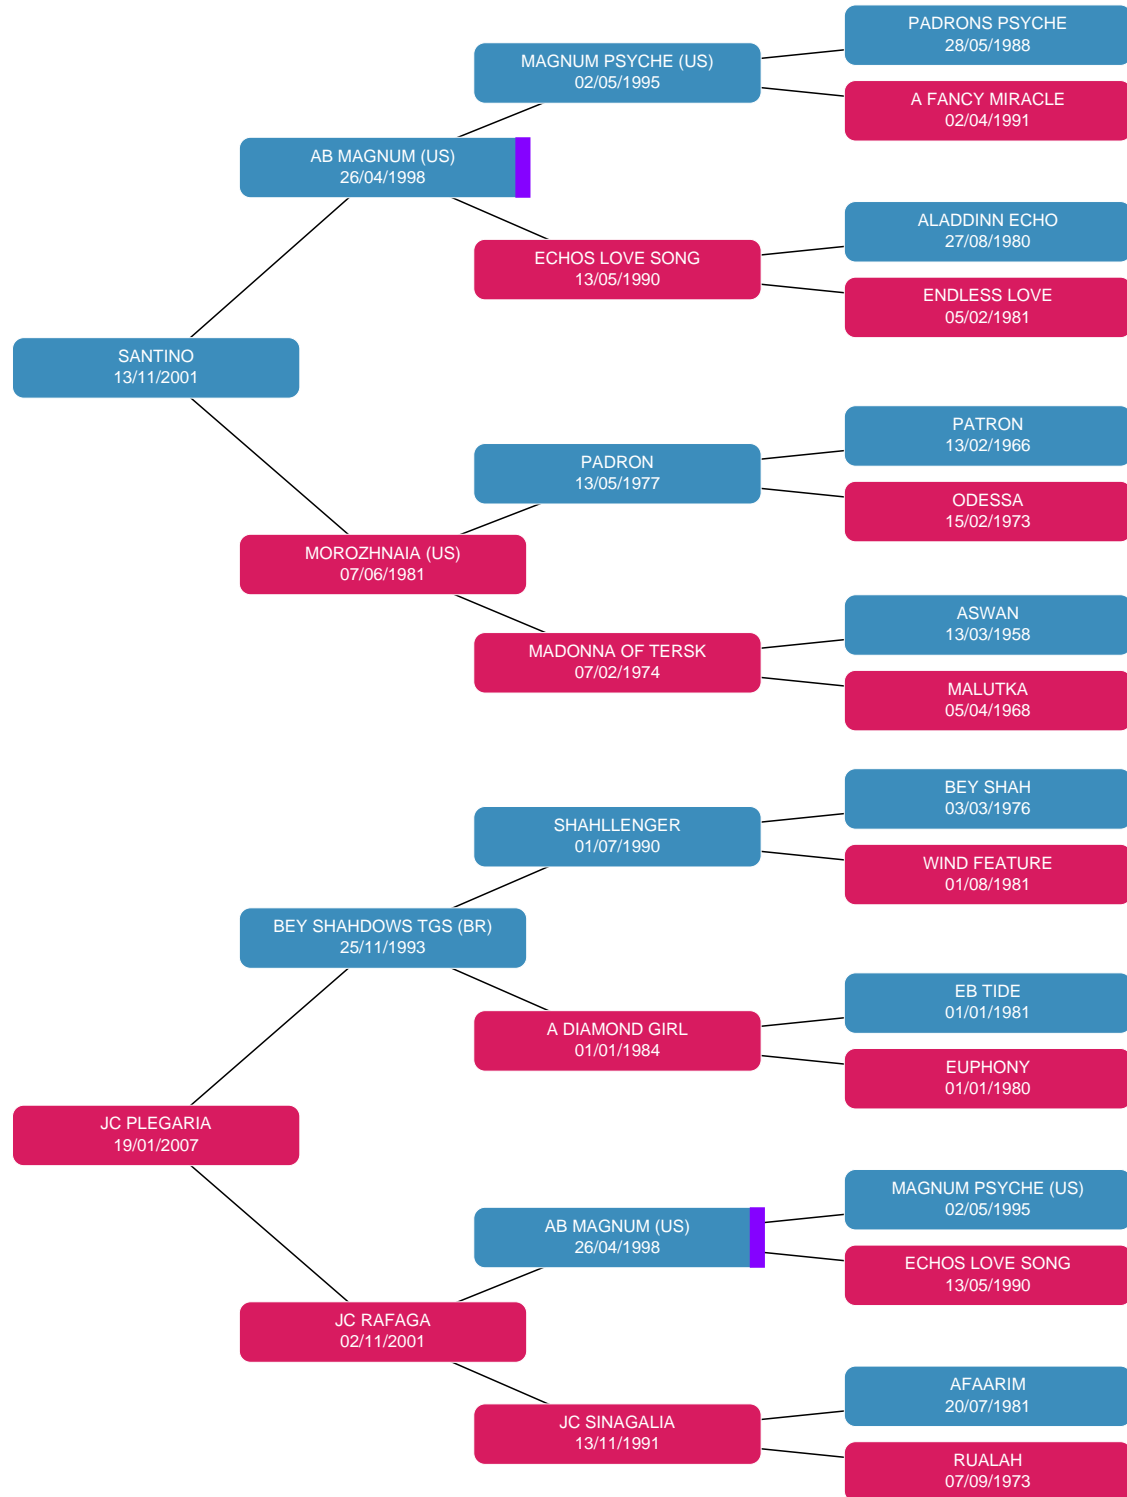 PADRONS PSYCHE
28/05/1988
MAGNUM PSYCHE (US)
02/05/1995
A FANCY MIRACLE
02/04/1991
AB MAGNUM (US)
26/04/1998
ALADDINN ECHO
27/08/1980
ECHOS LOVE SONG
13/05/1990
ENDLESS LOVE
05/02/1981
SANTINO
13/11/2001
PATRON
13/02/1966
PADRON
13/05/1977
ODESSA
15/02/1973
MOROZHNAIA (US)
07/06/1981
ASWAN
13/03/1958
MADONNA OF TERSK
07/02/1974
MALUTKA
05/04/1968
BEY SHAH
03/03/1976
SHAHLLENGER
01/07/1990
WIND FEATURE
01/08/1981
BEY SHAHDOWS TGS (BR)
25/11/1993
EB TIDE
01/01/1981
A DIAMOND GIRL
01/01/1984
EUPHONY
01/01/1980
JC PLEGARIA
19/01/2007
MAGNUM PSYCHE (US)
02/05/1995
AB MAGNUM (US)
26/04/1998
ECHOS LOVE SONG
13/05/1990
JC RAFAGA
02/11/2001
AFAARIM
20/07/1981
JC SINAGALIA
13/11/1991
RUALAH
07/09/1973